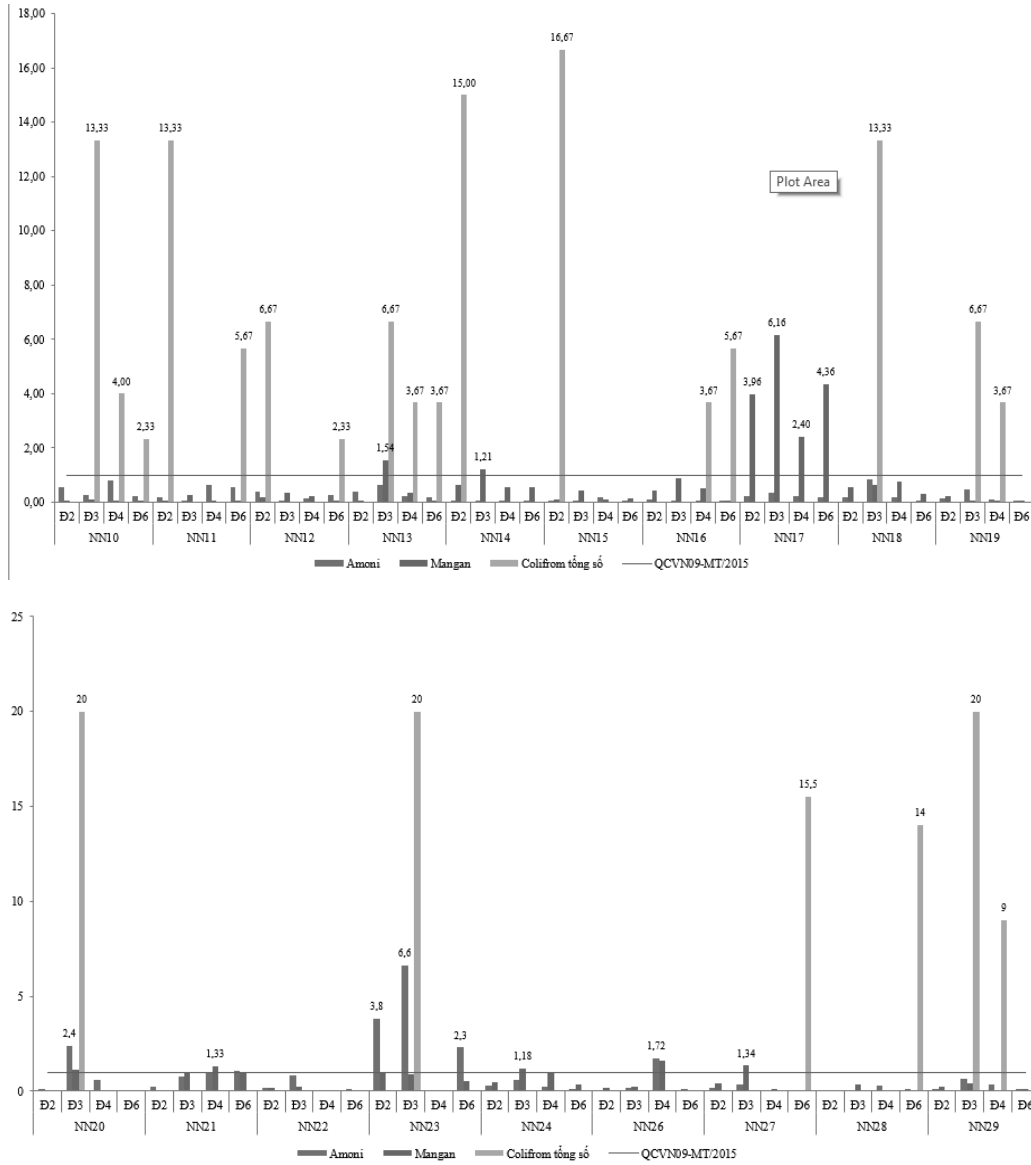 18,00
16,67
16,00
15,00
14,00
13,33 13,33 13,33
12,00
Plot Area
10,00
8,00
6,67 6,67 6,67
6,16
6,00
5,67 5,67
4,36
4,00 3,96
4,00
3,67 3,67 3,67 3,67
2,33 2,33 2,40
2,00
1,54 1,21
0,00
Đ2 Đ3 Đ4 Đ6 Đ2 Đ3 Đ4 Đ6 Đ2 Đ3 Đ4 Đ6 Đ2 Đ3 Đ4 Đ6 Đ2 Đ3 Đ4 Đ6 Đ2 Đ3 Đ4 Đ6 Đ2 Đ3 Đ4 Đ6 Đ2 Đ3 Đ4 Đ6 Đ2 Đ3 Đ4 Đ6 Đ2 Đ3 Đ4 Đ6
NN10 NN11 NN12 NN13 NN14 NN15 NN16 NN17 NN18 NN19
Amoni Mangan Colifrom tổng số QCVN09-MT/2015
25
20 20 20
20
15,5
15
14
10
9
6,6
5
3,8
2,4 2,3
1,33 1,18 1,72 1,34
0
Đ2 Đ3 Đ4 Đ6 Đ2 Đ3 Đ4 Đ6 Đ2 Đ3 Đ4 Đ6 Đ2 Đ3 Đ4 Đ6 Đ2 Đ3 Đ4 Đ6 Đ2 Đ3 Đ4 Đ6 Đ2 Đ3 Đ4 Đ6 Đ2 Đ3 Đ4 Đ6 Đ2 Đ3 Đ4 Đ6
NN20 NN21 NN22 NN23 NN24 NN26 NN27 NN28 NN29
Amoni Mangan Colifrom tổng số QCVN09-MT/2015